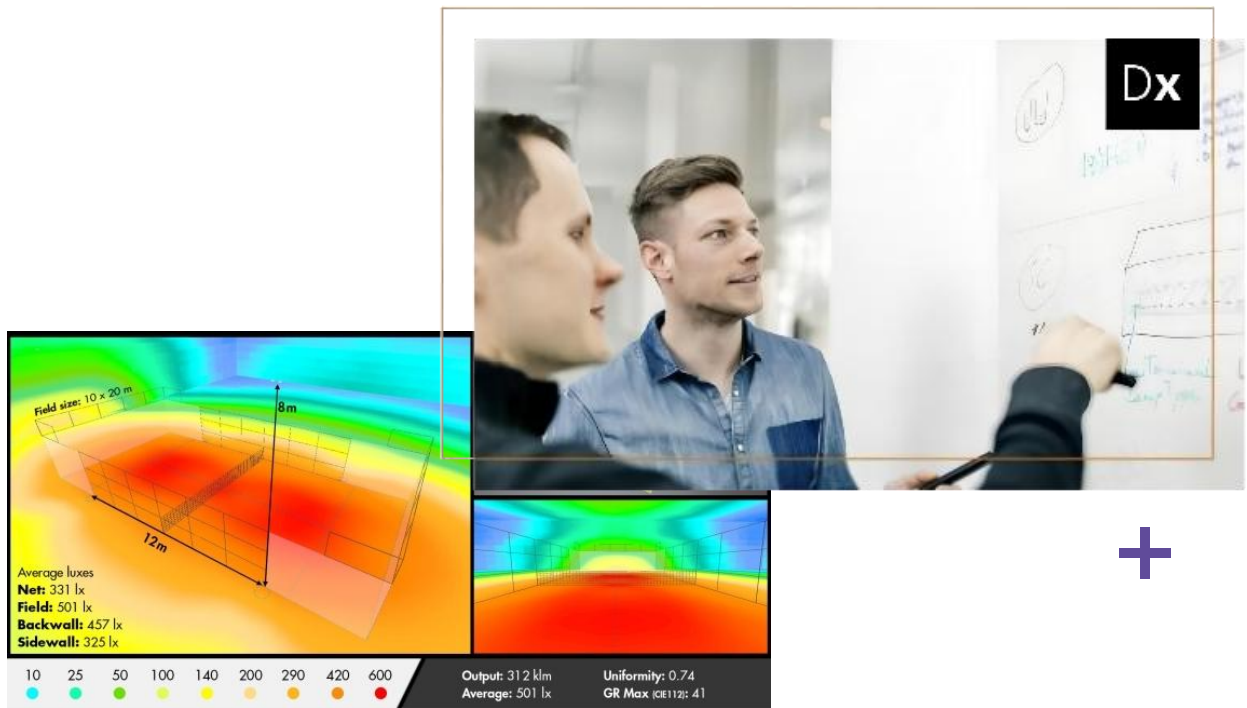 Dx
Field size: 10 x 20 m
8m
12m
Average luxes
Net: 331 lx
Field: 501 lx
Backwall: 457 lx
Sidewall: 325 lx
10 25 50 100 140 200 290 420 600
Output: 312 klm
Average: 501 lx
Uniformity: 0.74
GR Max (CIE112): 41